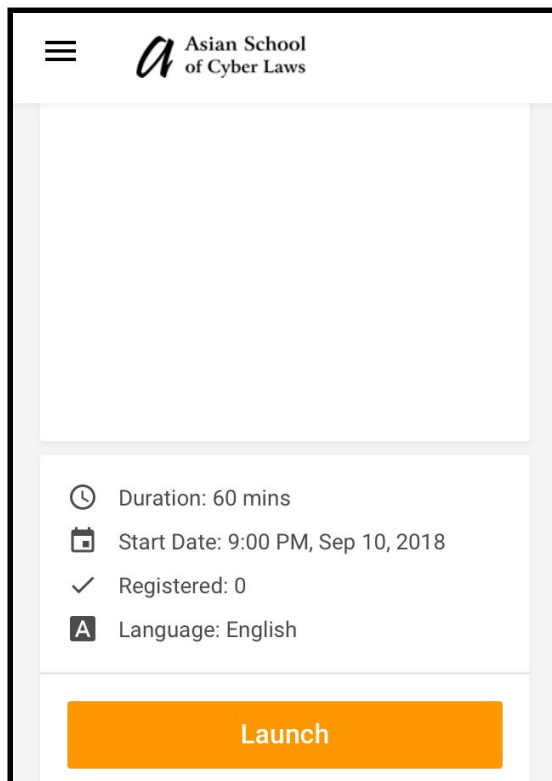 Asian School
of Cyber Laws
Duration: 60 mins
Start Date: 9:00 PM, Sep 10, 2018
Registered: 0
A Language: English
Launch